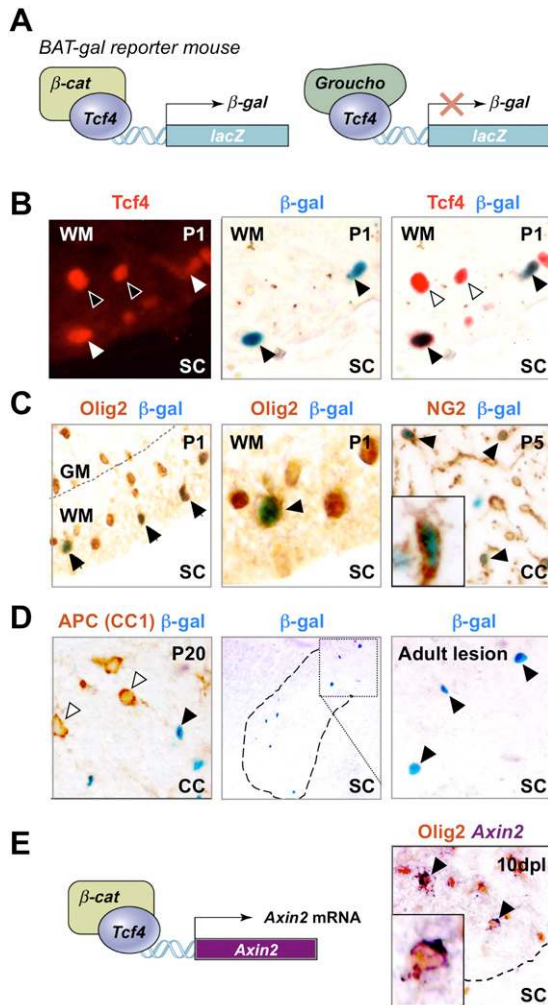 A
BAT-gal reporter mouse
β-cat
Tcf4
β-gal
lacZ
Groucho
Tcf4
β-gal
lacZ
B
Tcf4
β-gal
Tcf4 β-gal
WM P1
SC
WM P1
SC
WM P1
SC
C
Olig2 β-gal
Olig2 β-gal
NG2 β-gal
P1
GM
WM
SC
WM P1
SC
P5
CC
D
APC (CC1) β-gal
β-gal
β-gal
P20
CC
SC
Adult lesion
SC
E
β-cat
Tcf4
Axin2 mRNA
Axin2
Olig2 Axin2
10dpl
SC